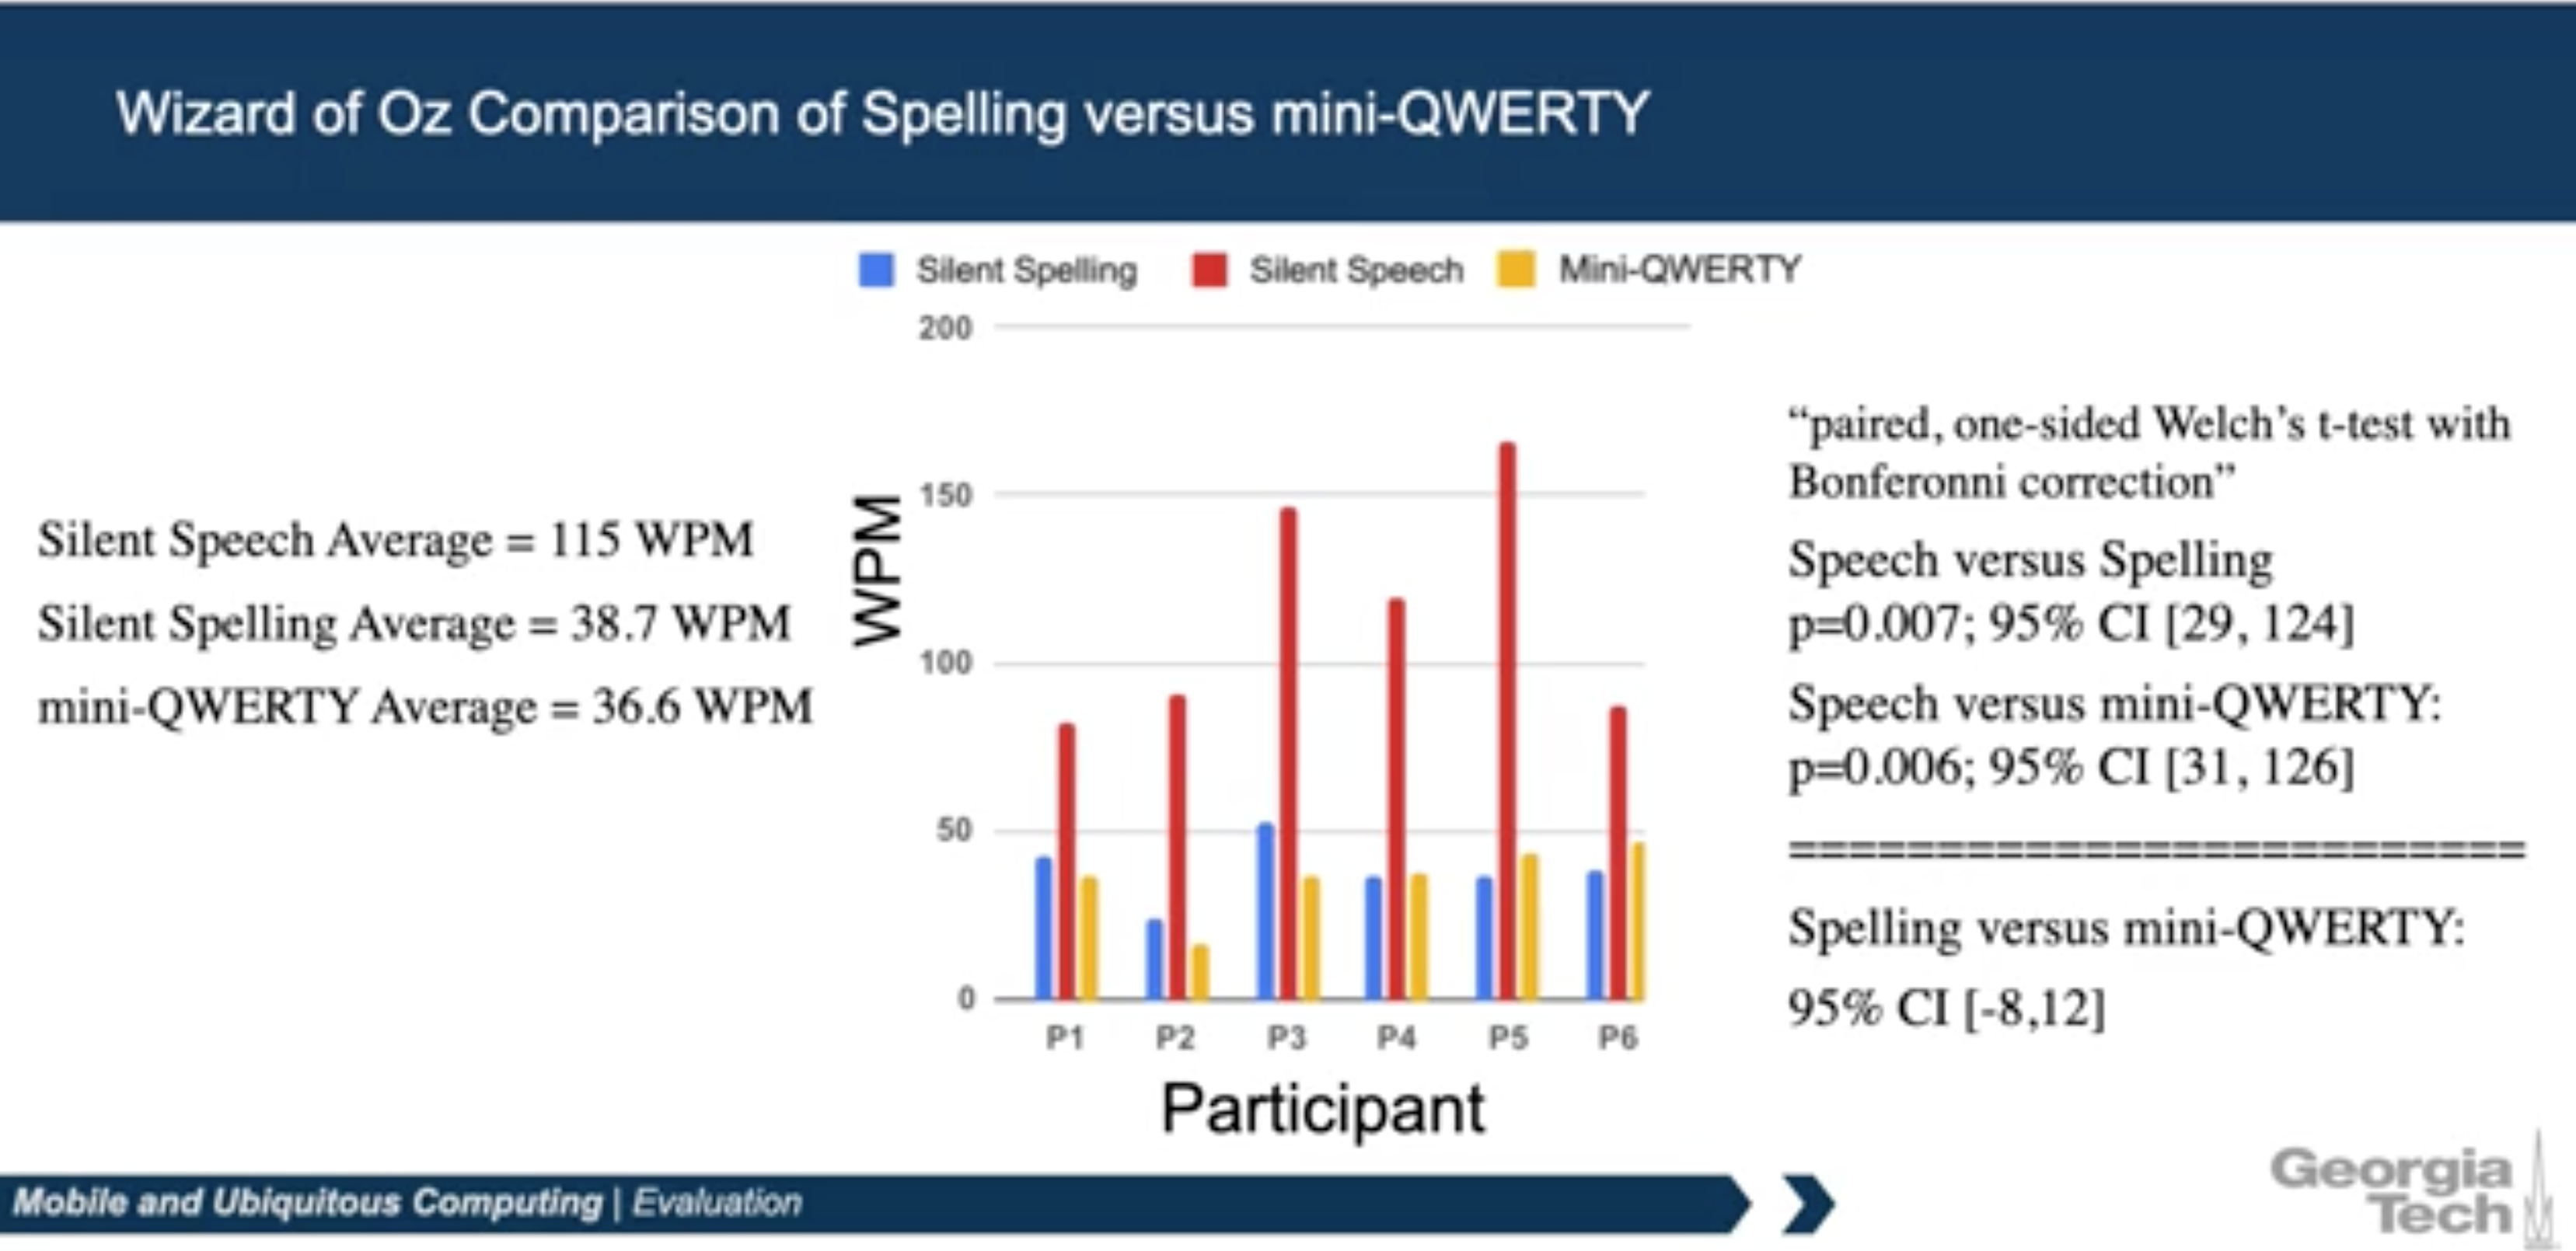 Wizard of Oz Comparison of Spelling versus mini-QWERTY
Silent Speech Average = 115 WPM
Silent Spelling Average = 38.7 WPM
mini-QWERTY Average = 36.6 WPM
Silent Spelling
Silent Speech
Mini-QWERTY
WPM
200
150
100
50
0
P1
P2
P3
P4
P5
P6
Participant
“paired, one-sided Welch’s t-test with
Bonferonni correction”
Speech versus Spelling
p=0.007; 95% CI [29, 124]
Speech versus mini-QWERTY:
p=0.006; 95% CI [31, 126]
=========================
Spelling versus mini-QWERTY:
95% CI [-8,12]
Mobile and Ubiquitous Computing | Evaluation
Georgia
Tech